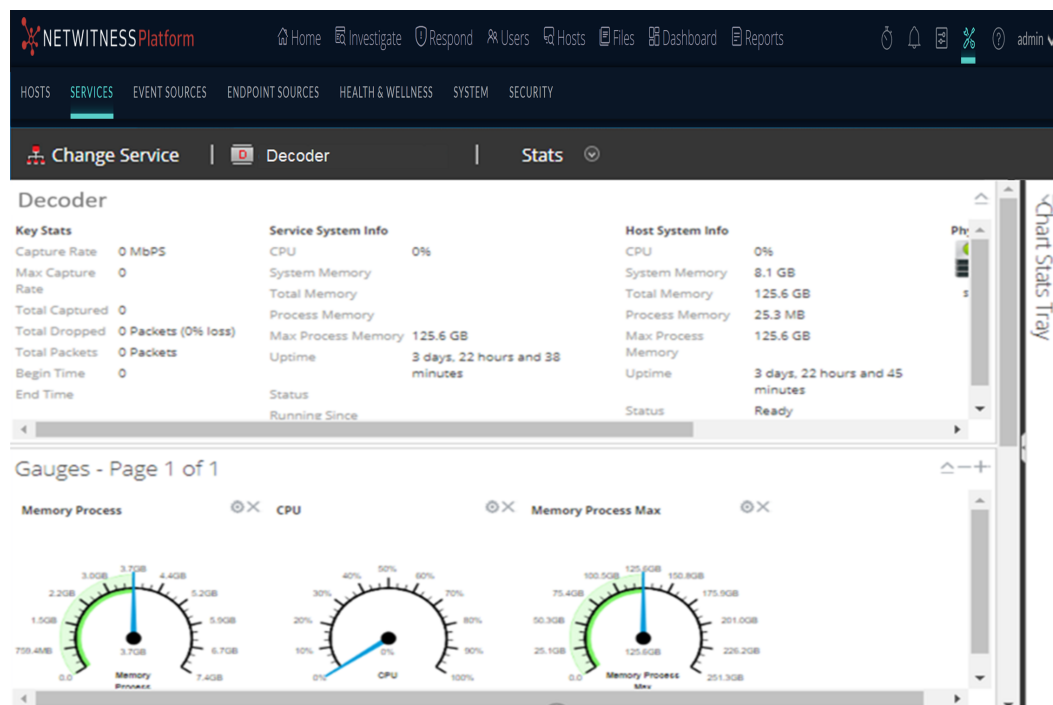 NETWITNESS Platform Home Investigate Respond Users Hosts Files Dashboard Reports admin
HOSTS SERVICES EVENT SOURCES ENDPOINT SOURCES HEALTH & WELLNESS SYSTEM SECURITY
Change Service | D Decoder | Stats
Decoder
Key Stats
Capture Rate 0 MbPS
Max Capture Rate 0
Total Captured 0
Total Dropped 0 Packets (0% loss)
Total Packets 0 Packets
Begin Time 0
End Time
Service System Info
CPU 0%
System Memory
Total Memory
Process Memory
Max Process Memory 125.6 GB
Uptime 3 days, 22 hours and 38 minutes
Status
Running Since
Host System Info
CPU 0%
System Memory 8.1 GB
Total Memory 125.6 GB
Process Memory 25.3 MB
Max Process Memory 125.6 GB
Uptime 3 days, 22 hours and 45 minutes
Status Ready
Phy
s
Chart Stats Tray
Gauges - Page 1 of 1
Memory Process
0.0
759.4MB
1.5GB
2.2GB
3.0GB
3.7GB
4.4GB
5.2GB
5.9GB
6.7GB
7.4GB
3.7GB
Memory
Process
CPU
0%
10%
20%
30%
40%
50%
60%
70%
80%
90%
100%
0%
CPU
Memory Process Max
0.0
25.1GB
50.3GB
75.4GB
100.5GB
125.6GB
150.8GB
175.9GB
201.0GB
226.2GB
251.3GB
125.6GB
Memory Process
Max